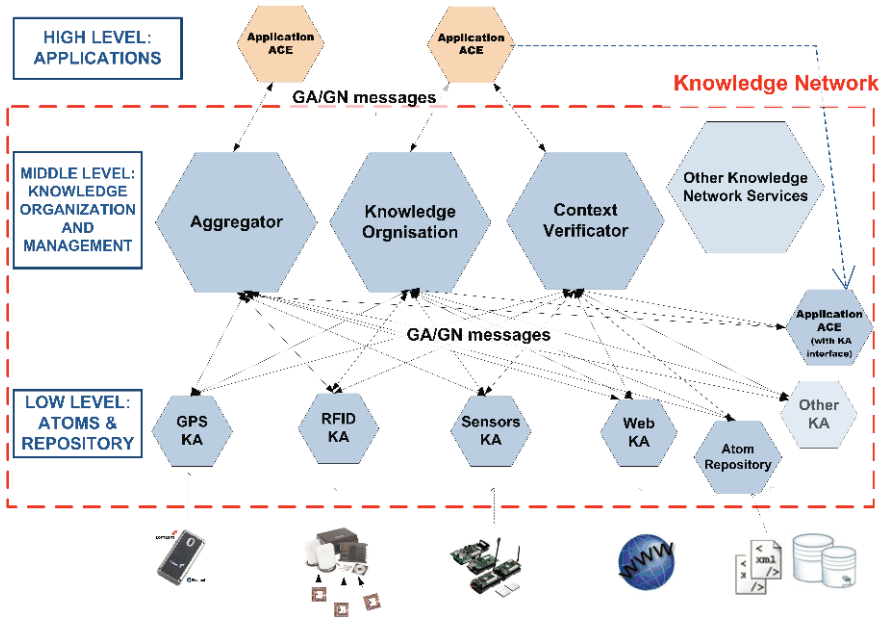 HIGH LEVEL:
APPLICATIONS
Application
ACE
Application
ACE
GA/GN messages
Knowledge Network
MIDDLE LEVEL:
KNOWLEDGE
ORGANIZATION
AND
MANAGEMENT
Aggregator
Knowledge
Orgnisation
Context
Verificator
Other Knowledge
Network Services
Application
ACE
(with KA
interface)
GA/GN messages
LOW LEVEL:
ATOMS &
REPOSITORY
GPS
KA
RFID
KA
Sensors
KA
Web
KA
Atom
Repository
Other
KA
WWW
<
xml
/>
<
/>